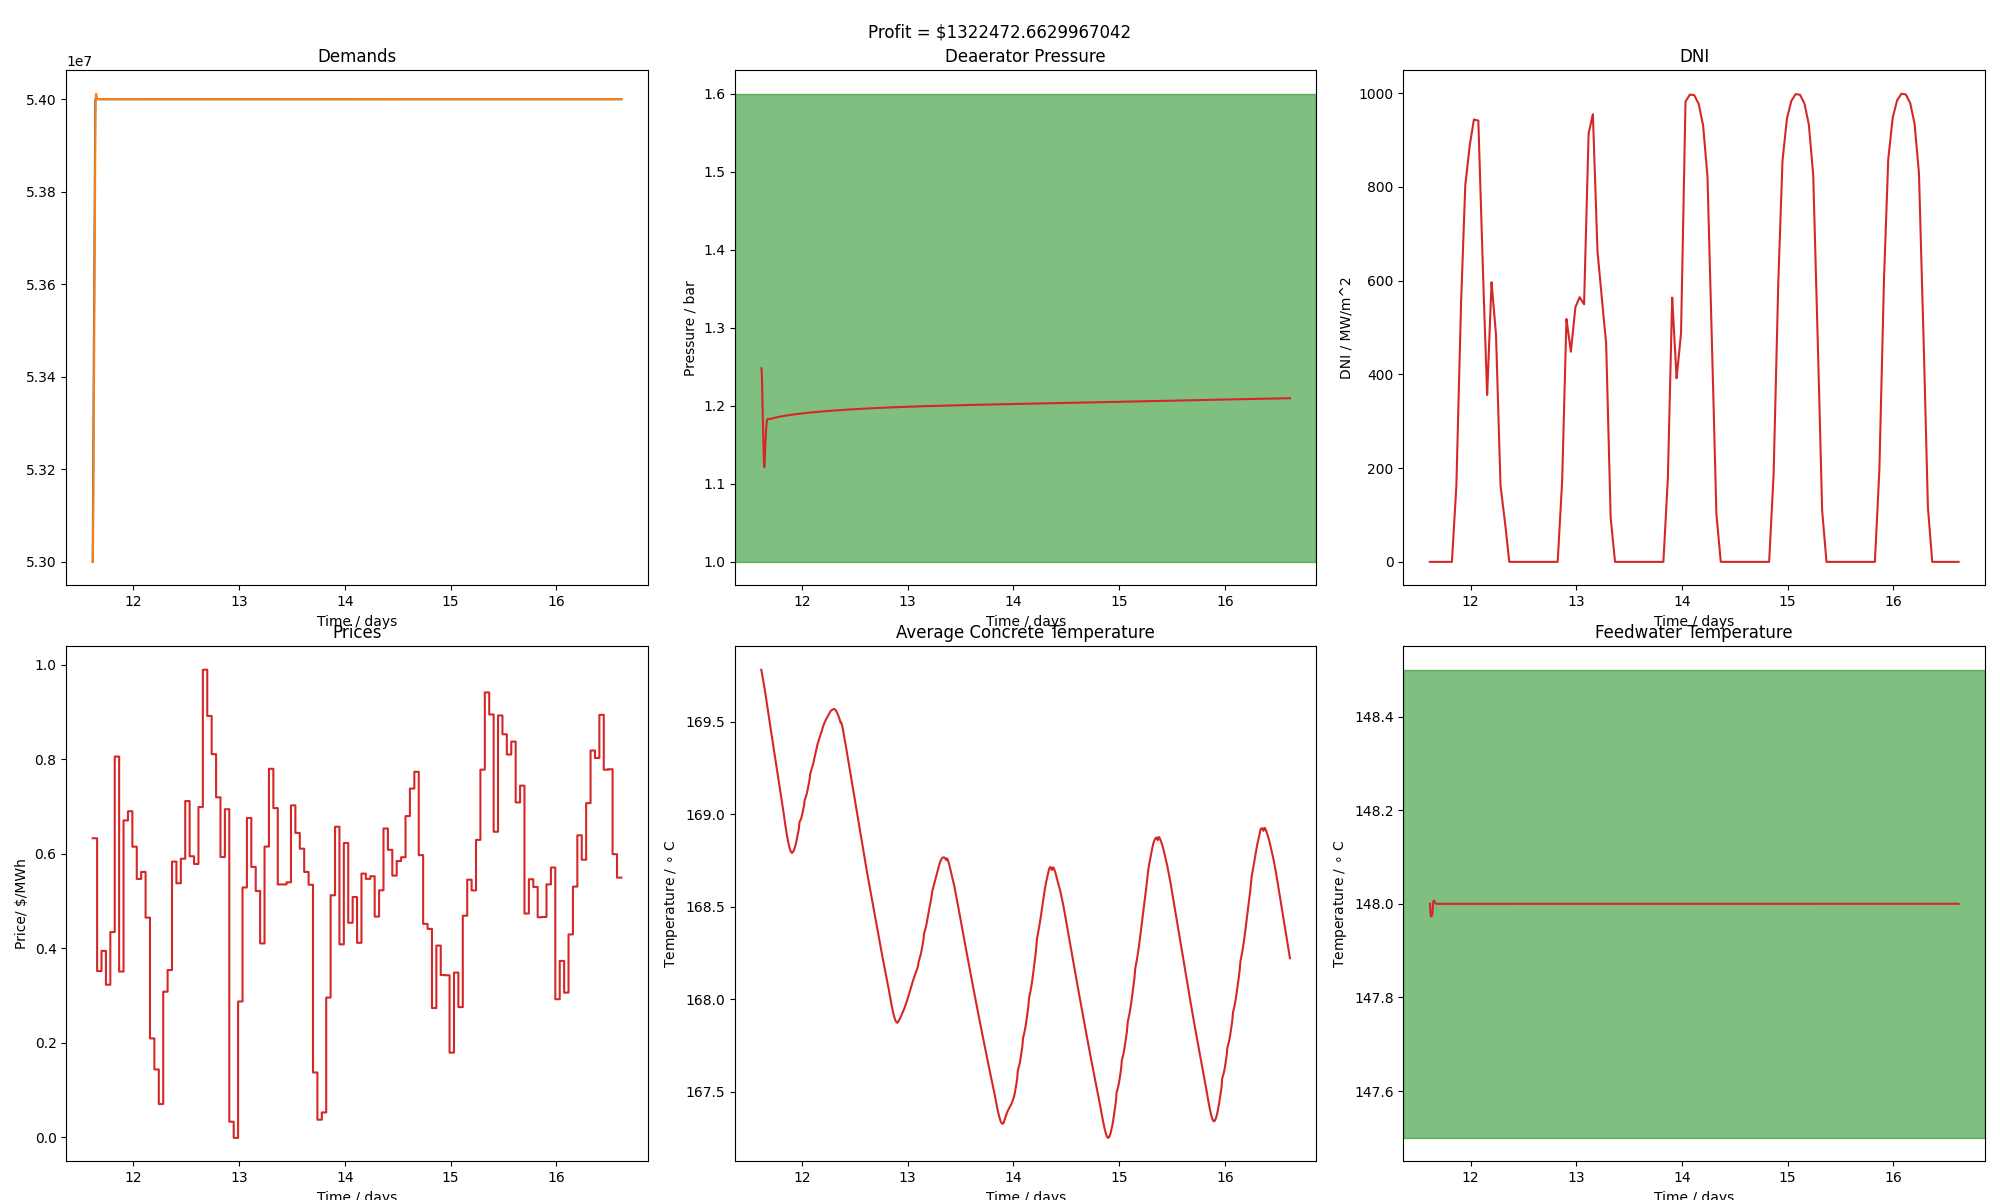 Profit = $1322472.6629967042
Demands
1e7
5.40
5.38
5.36
5.34
5.32
5.30
12 13 14 15 16
Time / days
Deaerator Pressure
Pressure / bar
1.6
1.5
1.4
1.3
1.2
1.1
1.0
12 13 14 15 16
Time / days
DNI
DNI / MW/m^2
1000
800
600
400
200
0
12 13 14 15 16
Time / days
Prices
Price/ $/MWh
1.0
0.8
0.6
0.4
0.2
0.0
12 13 14 15 16
Time / days
Average Concrete Temperature
Temperature / ∘ C
169.5
169.0
168.5
168.0
167.5
12 13 14 15 16
Time / days
Feedwater Temperature
Temperature / ∘ C
148.4
148.2
148.0
147.8
147.6
12 13 14 15 16
Time / days